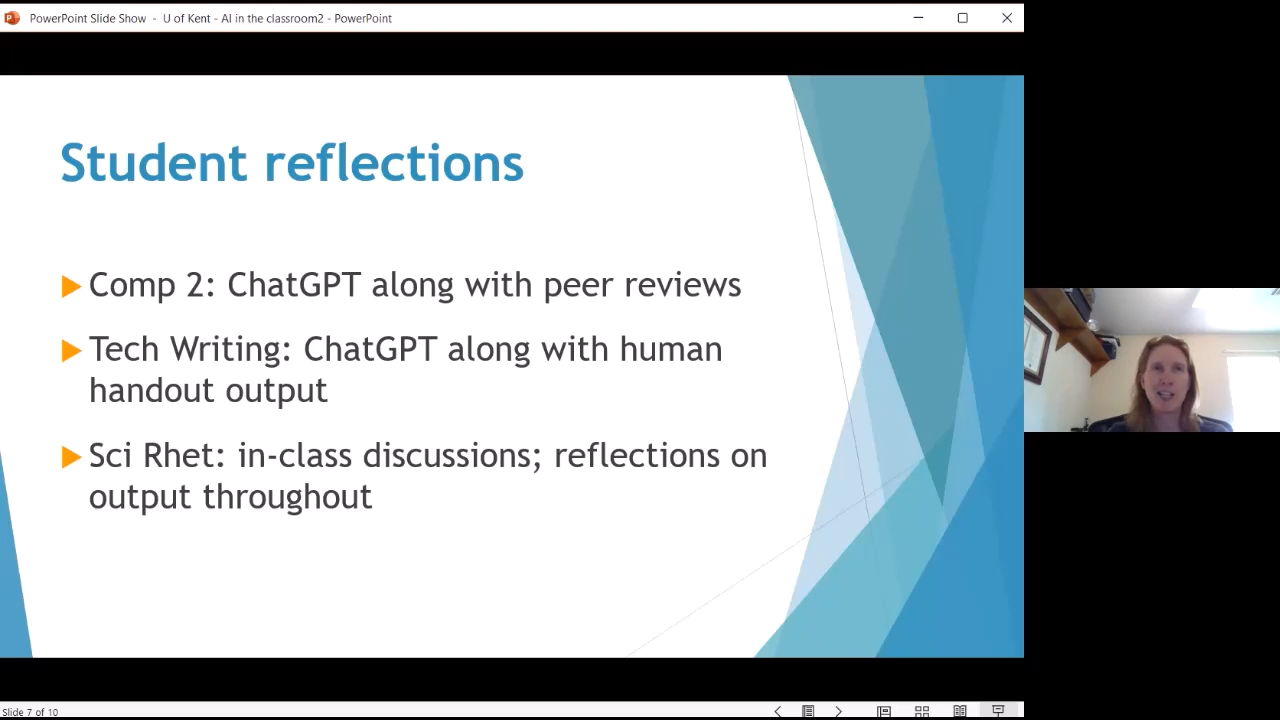 PowerPoint Slide Show - U of Kent - AI in the classroom2 - PowerPoint
Student reflections
Comp 2: ChatGPT along with peer reviews
Tech Writing: ChatGPT along with human
handout output
Sci Rhet: in-class discussions; reflections on
output throughout
Slide 7 of 10